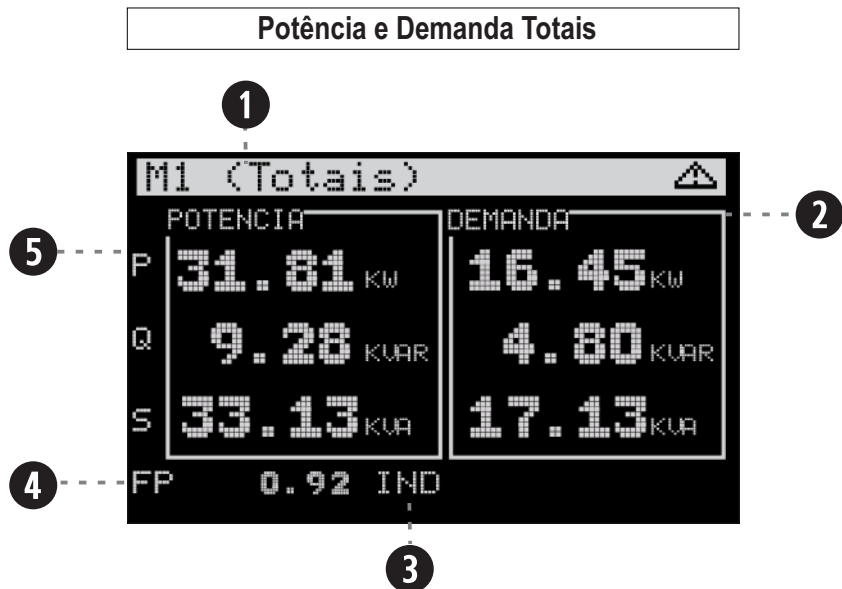 Potência e Demanda Totais
1
M1 (Totais)
2
POTENCIA DEMANDA
5
P 31.81 KW 16.45 KW
Q 9.28 KVAR 4.80 KVAR
S 33.13 KVA 17.13 KVA
4
FP 0.92 IND
3